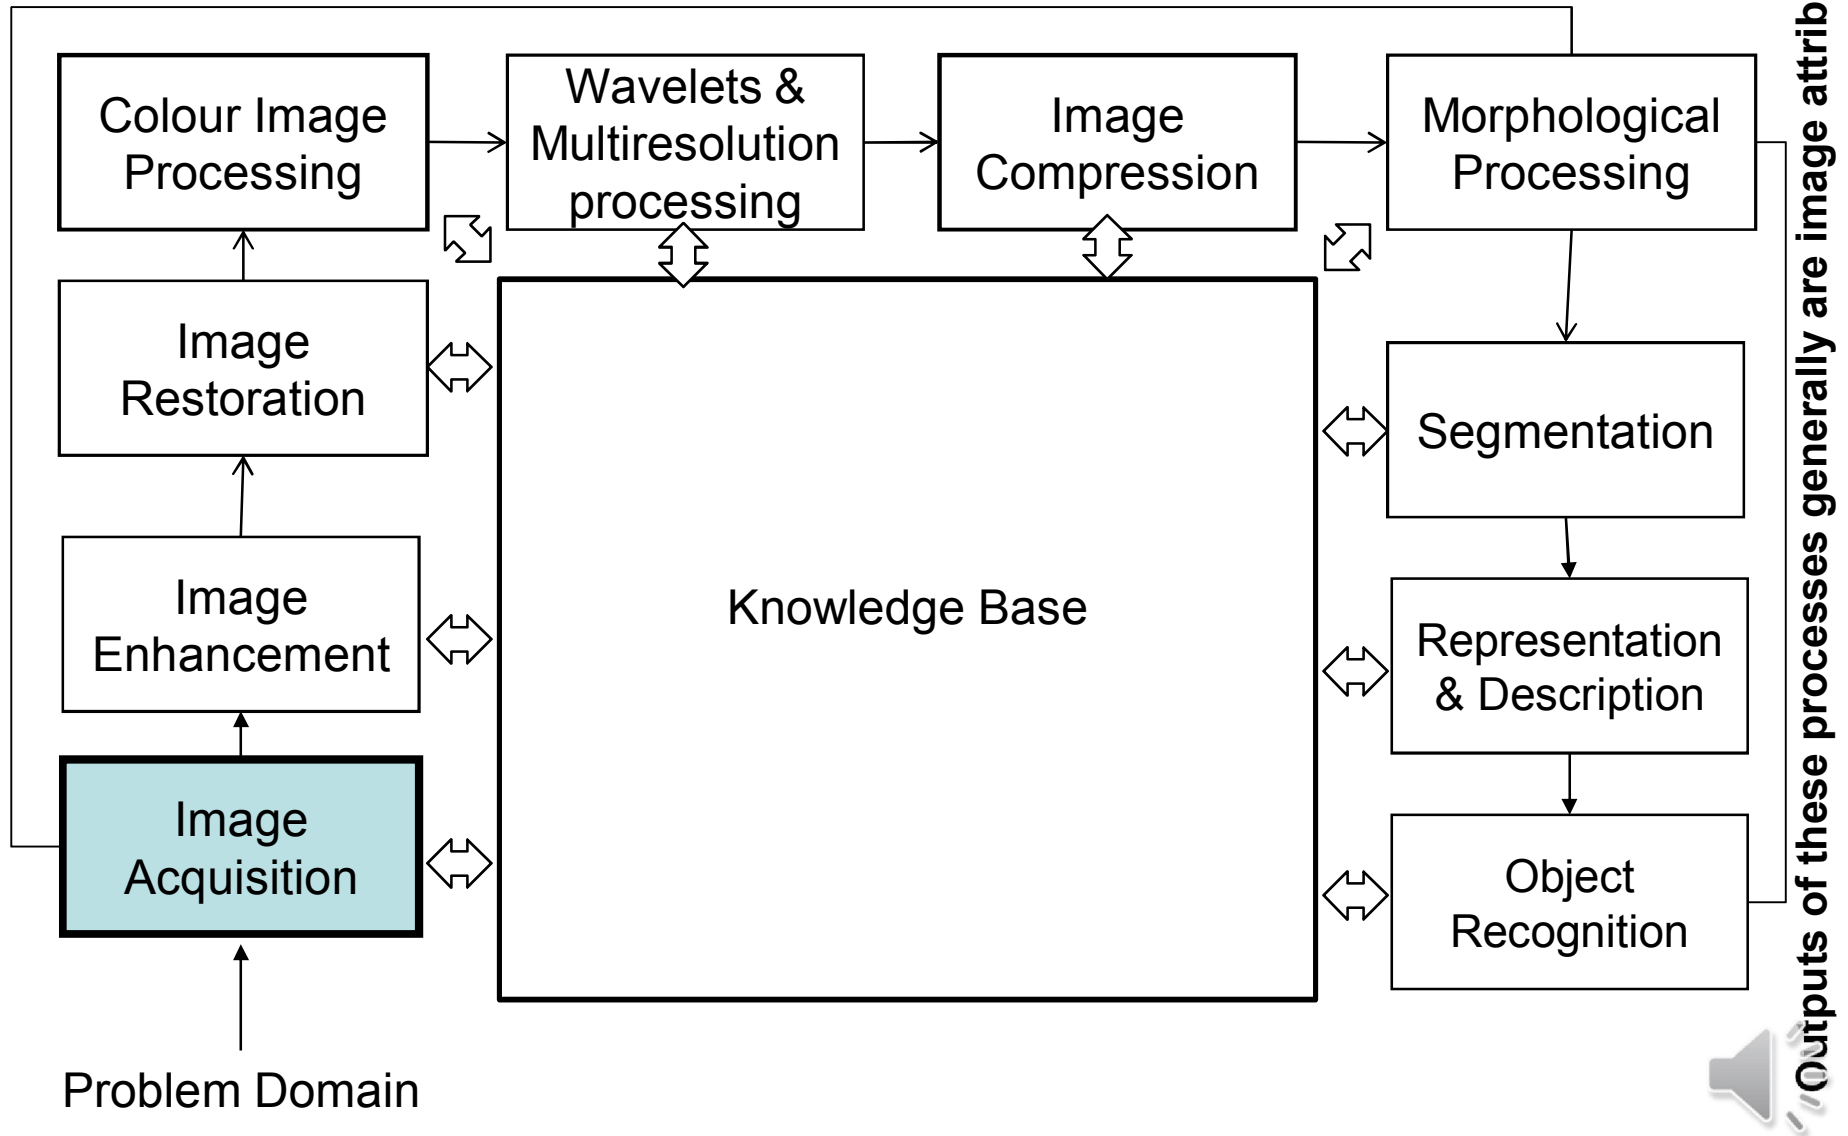 Colour Image
Processing
Wavelets &
Multiresolution
processing
Image
Compression
Morphological
Processing
Image
Restoration
Segmentation
Image
Enhancement
Knowledge Base
Representation
& Description
Image
Acquisition
Object
Recognition
Problem Domain
Outputs of these processes generally are image attrib